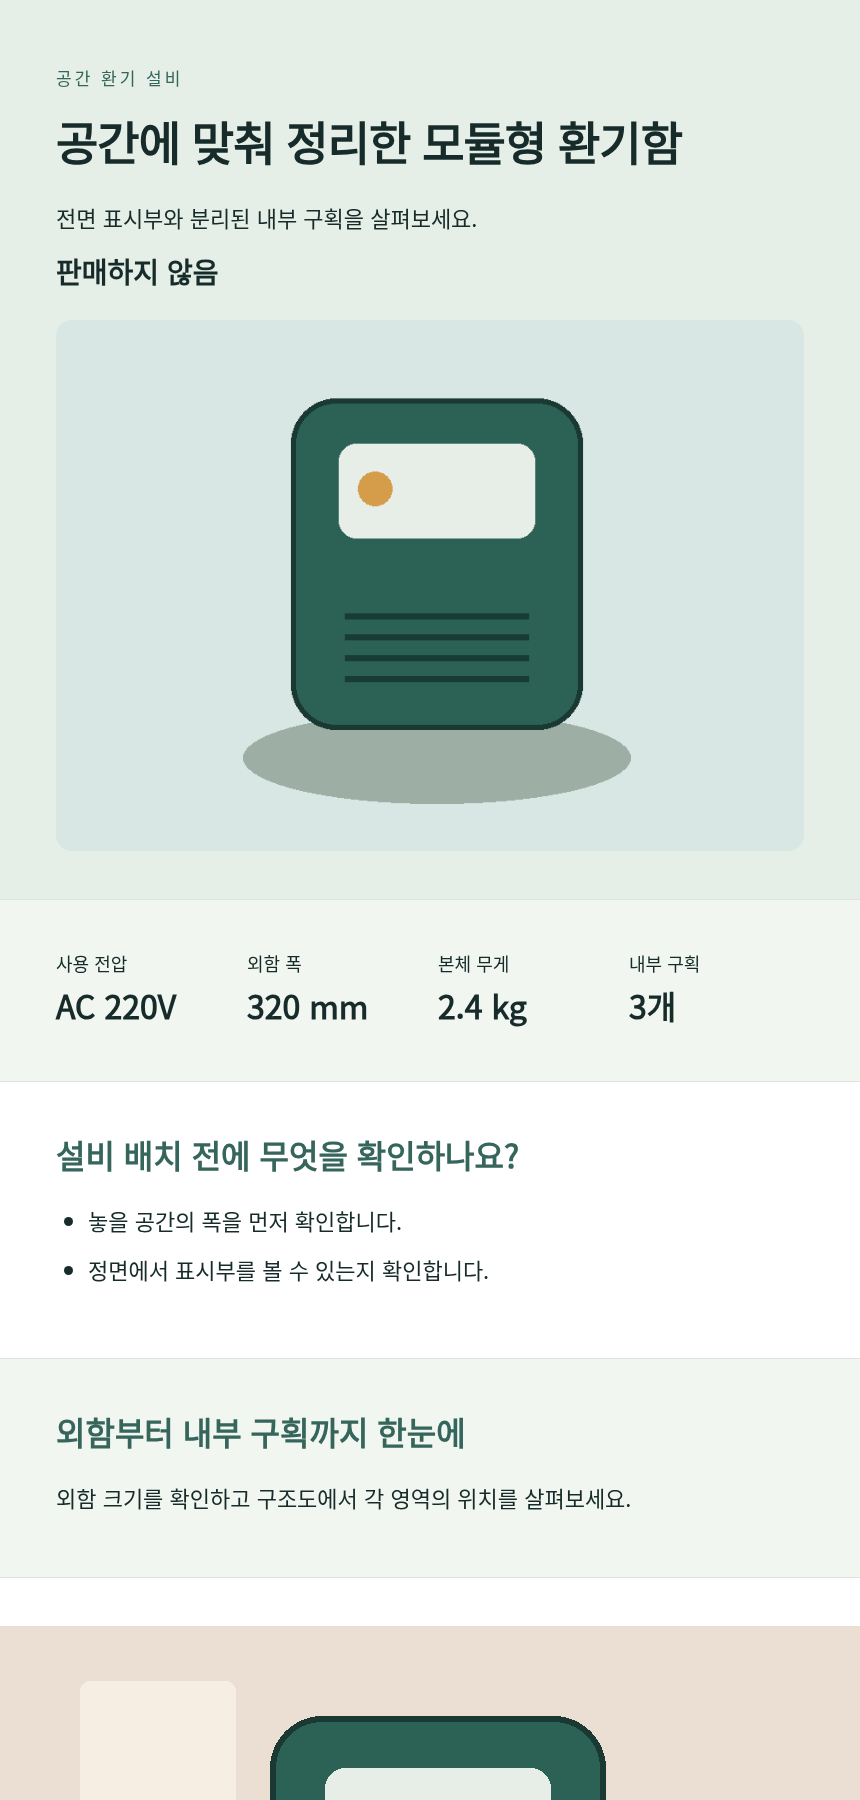 공간 환기 설비
공간에 맞춰 정리한 모듈형 환기함
전면 표시부와 분리된 내부 구획을 살펴보세요.
판매하지 않음
사용 전압
AC 220V
외함 폭
320 mm
본체 무게
2.4 kg
내부 구획
3개
설비 배치 전에 무엇을 확인하나요?
놓을 공간의 폭을 먼저 확인합니다.
정면에서 표시부를 볼 수 있는지 확인합니다.
외함부터 내부 구획까지 한눈에
외함 크기를 확인하고 구조도에서 각 영역의 위치를 살펴보세요.